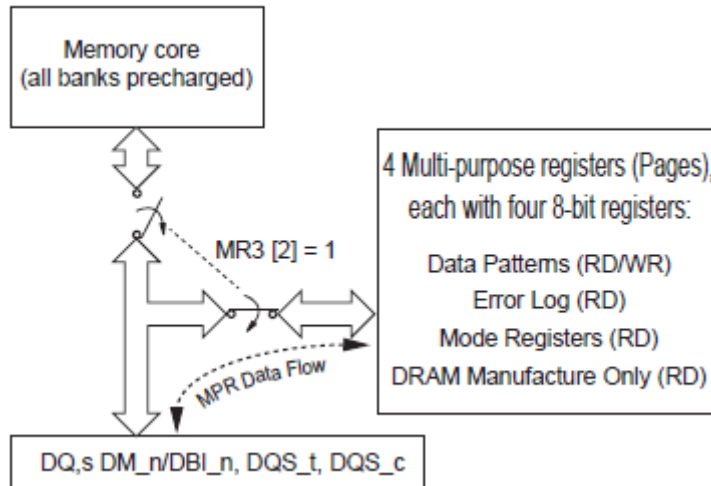 Memory core
(all banks precharged)
4 Multi-purpose registers (Pages),
each with four 8-bit registers:
Data Patterns (RD/WR)
Error Log (RD)
Mode Registers (RD)
DRAM Manufacture Only (RD)
MR3 [2] = 1
MPR Data Flow
DQ,s DM_n/DBI_n, DQS_t, DQS_c